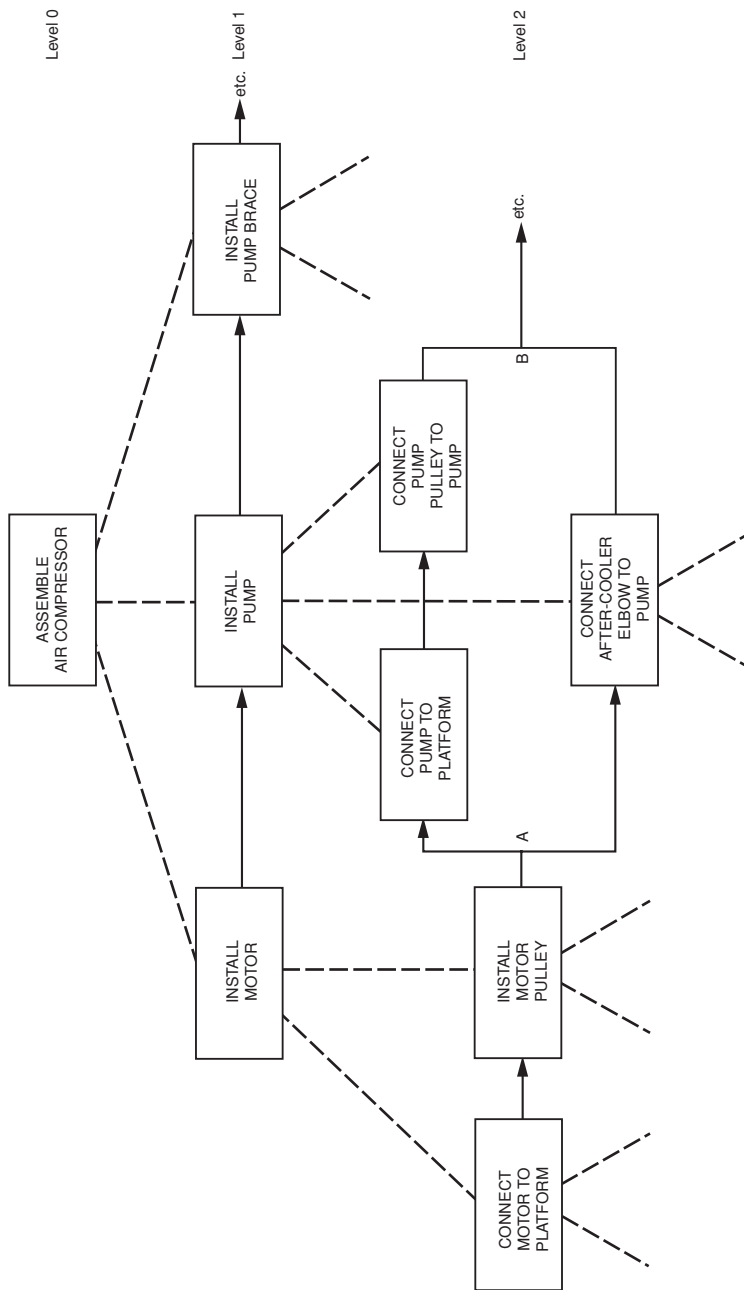 Level 0
ASSEMBLE
AIR COMPRESSOR
Level 1
INSTALL
MOTOR
INSTALL
PUMP
INSTALL
PUMP BRACE
etc.
Level 2
CONNECT
MOTOR TO
PLATFORM
INSTALL
MOTOR
PULLEY
A
CONNECT
PUMP TO
PLATFORM
CONNECT
PUMP
PULLEY TO
PUMP
CONNECT
AFTER-COOLER
ELBOW TO
PUMP
B
etc.